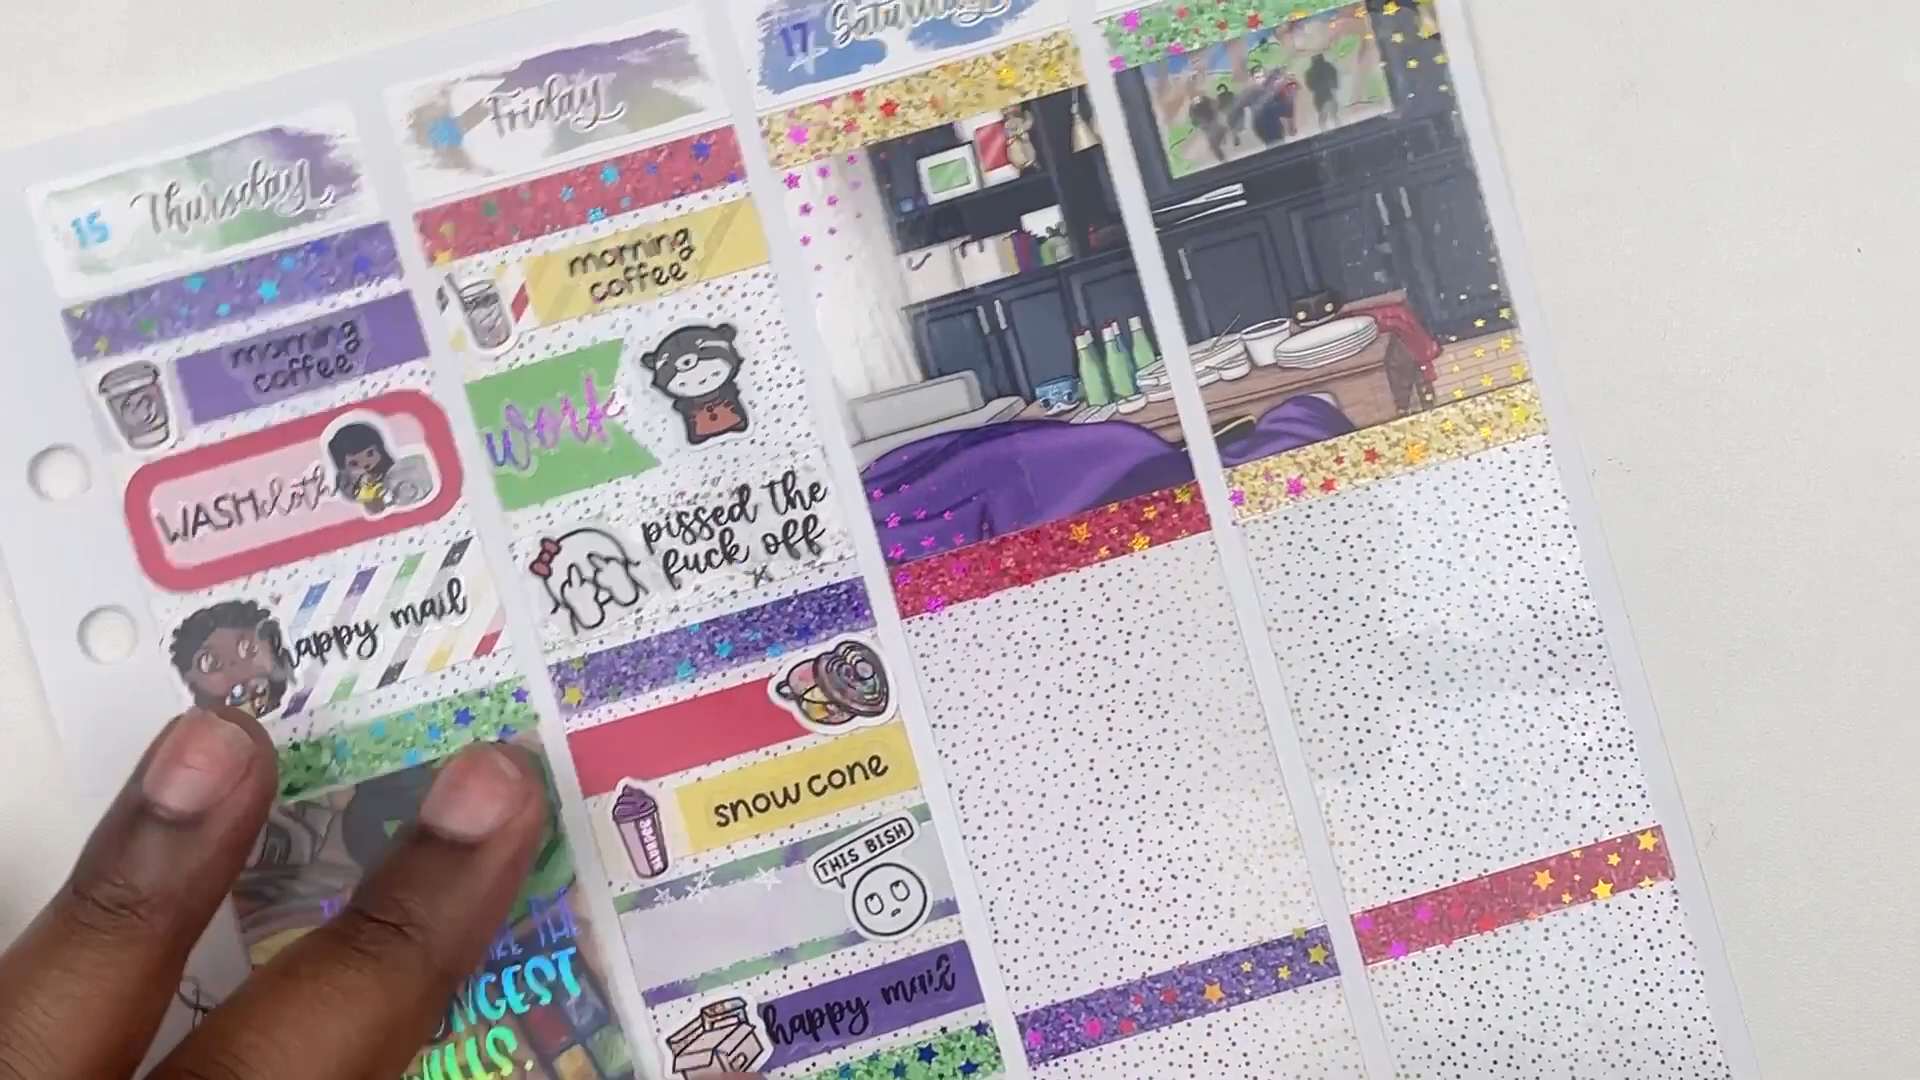 15 Thursday
morning
coffee
WASH clothes
happy mail
Friday
morning
coffee
work
pissed the
fuck off
snow cone
THIS BISH
happy mail
17 Saturday